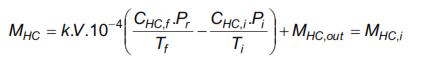 M_HC = k.V.10^-4 ( C_HC,f.P_r / T_f - C_HC,i.P_i / T_i ) + M_HC,out = M_HC,i